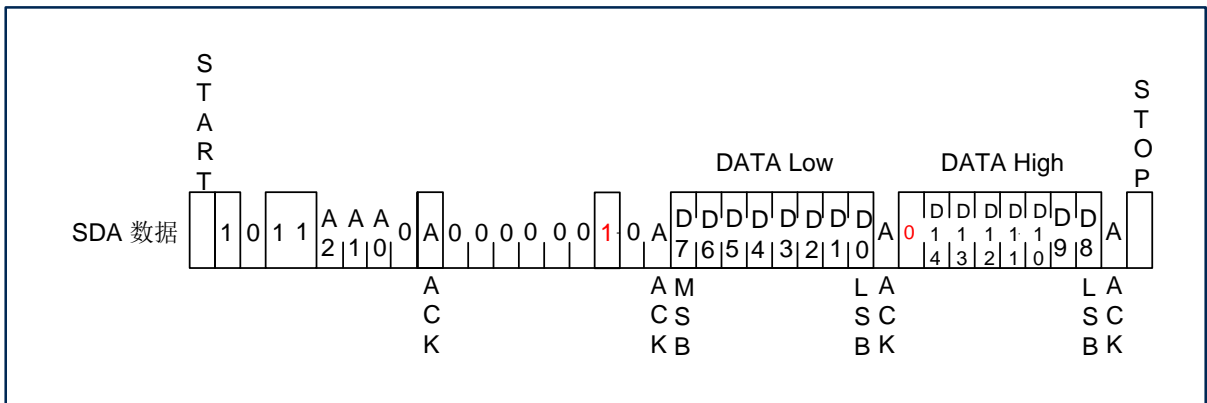 START
STOP
DATA Low
DATA High
SDA 数据
1 0 1 1 A2 A1 A0 0 A 0 0 0 0 0 0 1 0 A D7 D6 D5 D4 D3 D2 D1 D0 A 0 D14 D13 D12 D11 D10 D9 D8 A
ACK
ACK
MSB
LSB
ACK
LSB
ACK